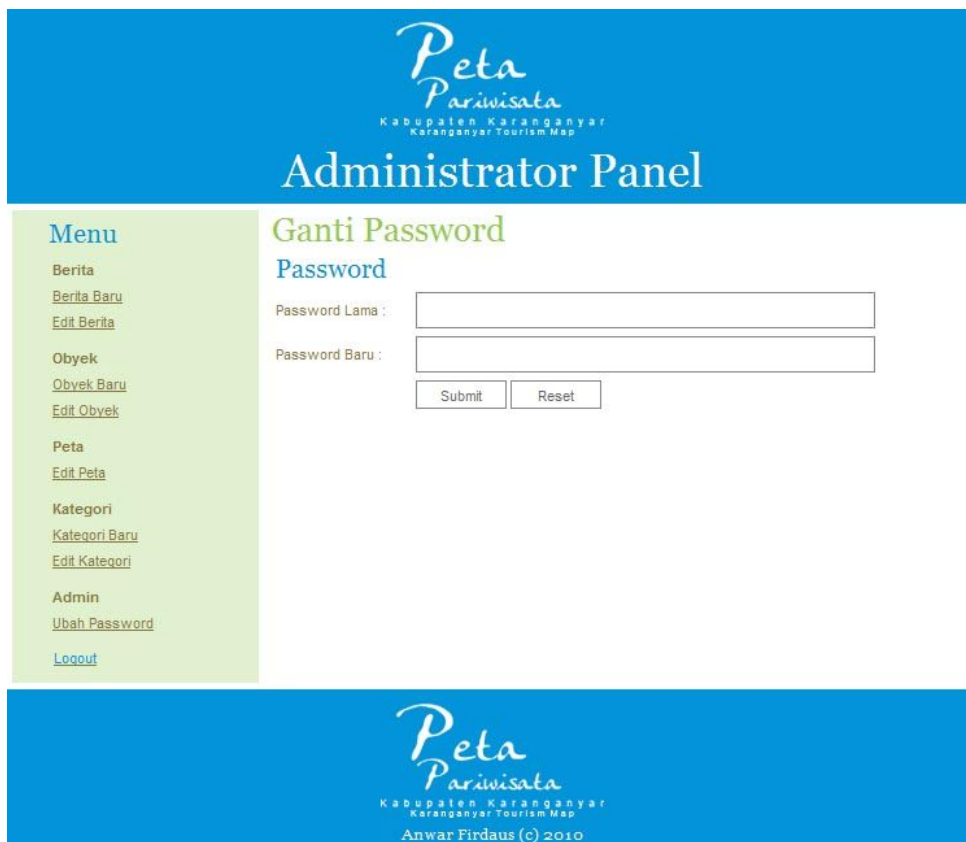 Peta
Pariwisata
Kabupaten Karanganyar
Karanganyar Tourism Map
Administrator Panel
Menu
Berita
Berita Baru
Edit Berita
Obyek
Obyek Baru
Edit Obyek
Peta
Edit Peta
Kategori
Kategori Baru
Edit Kategori
Admin
Ubah Password
Logout
Ganti Password
Password
Password Lama :
Password Baru :
Submit Reset
Peta
Pariwisata
Kabupaten Karanganyar
Karanganyar Tourism Map
Anwar Firdaus (c) 2010